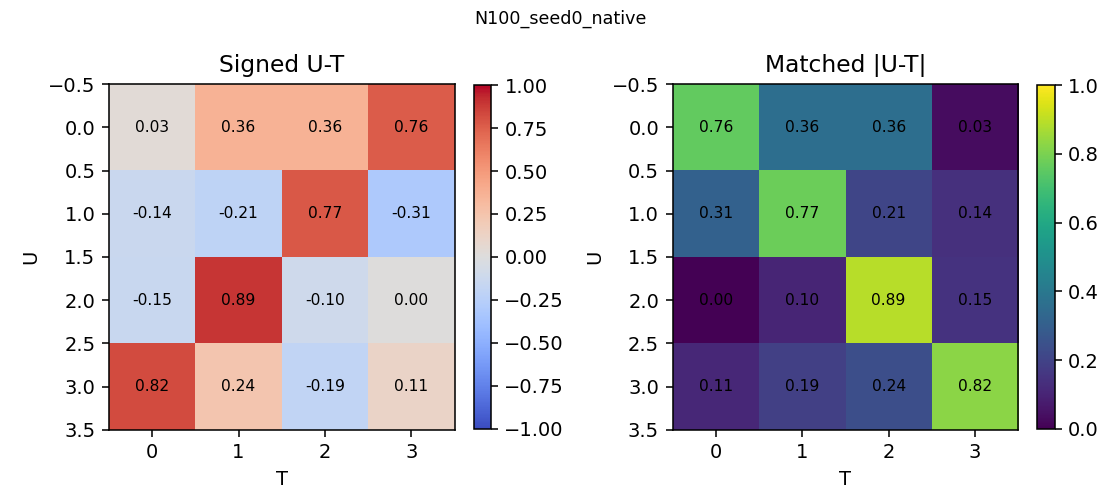 N100_seed0_native
Signed U-T
Matched |U-T|
−0.5
0.0
0.5
1.0
1.5
2.0
2.5
3.0
3.5
U
0.03 0.36 0.36 0.76
-0.14 -0.21 0.77 -0.31
-0.15 0.89 -0.10 0.00
0.82 0.24 -0.19 0.11
0 1 2 3
T
1.00
0.75
0.50
0.25
0.00
−0.25
−0.50
−0.75
−1.00
−0.5
0.0
0.5
1.0
1.5
2.0
2.5
3.0
3.5
U
0.76 0.36 0.36 0.03
0.31 0.77 0.21 0.14
0.00 0.10 0.89 0.15
0.11 0.19 0.24 0.82
0 1 2 3
T
1.0
0.8
0.6
0.4
0.2
0.0